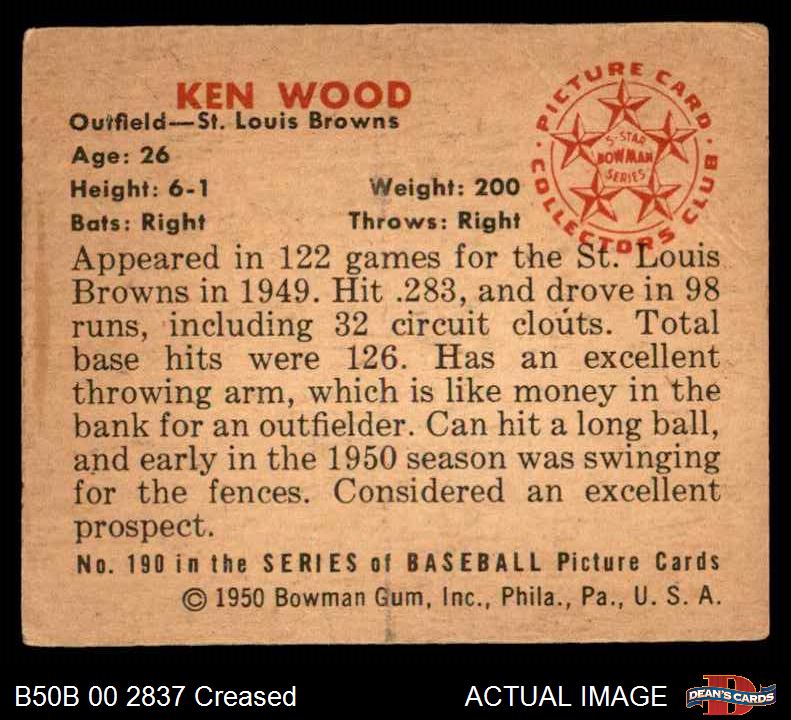 KEN WOOD
Outfield—St. Louis Browns
Age: 26
Height: 6-1 Weight: 200
Bats: Right Throws: Right
PICTURE CARD COLLECTORS CLUB
5-STAR
BOWMAN
SERIES
Appeared in 122 games for the St. Louis
Browns in 1949. Hit .283, and drove in 98
runs, including 32 circuit clouts. Total
base hits were 126. Has an excellent
throwing arm, which is like money in the
bank for an outfielder. Can hit a long ball,
and early in the 1950 season was swinging
for the fences. Considered an excellent
prospect.
No. 190 in the SERIES of BASEBALL Picture Cards
© 1950 Bowman Gum, Inc., Phila., Pa., U. S. A.
B50B 00 2837 Creased ACTUAL IMAGE
D
DEAN'S CARDS